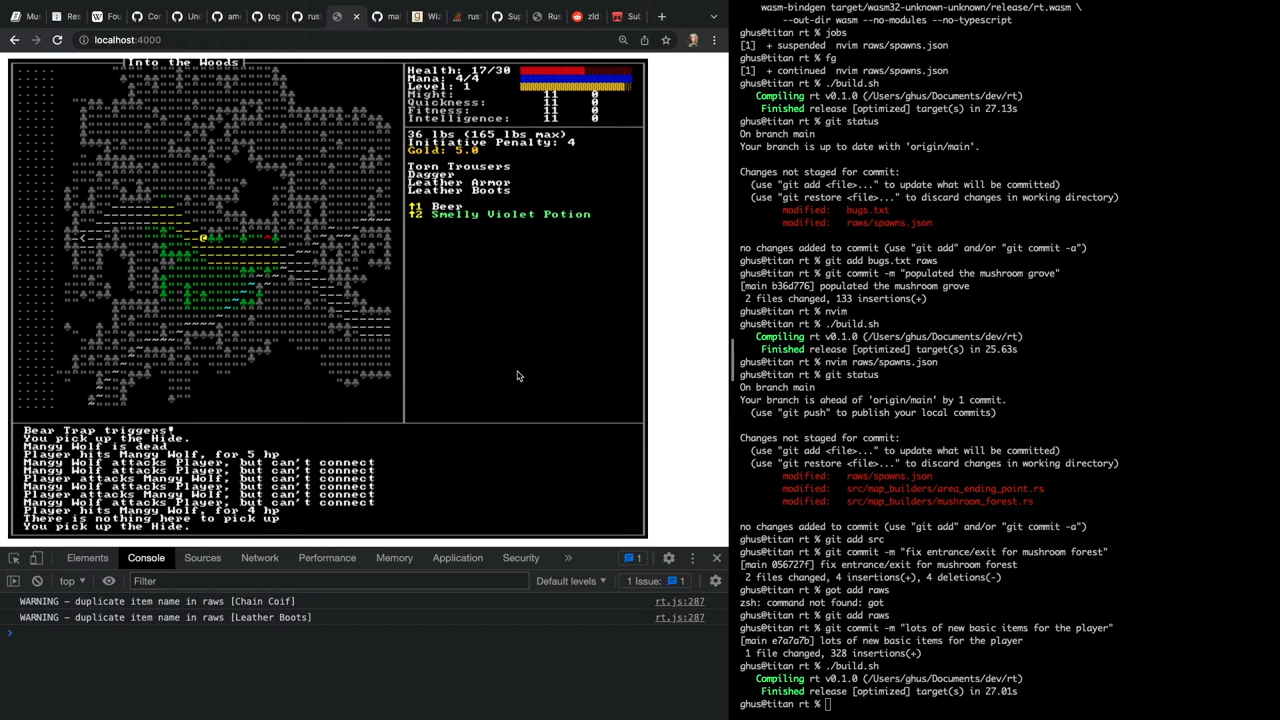 Mus
Res
Fou
Cor
Unc
am
tog
rus
ma
Wiz
rus
Sup
Rus
zld
Sub
localhost:4000
Into the Woods
Health: 17/30
Mana: 4/4
Level: 1
Might: 11 0
Quickness: 11 0
Fitness: 11 0
Intelligence: 11 0
36 lbs (165 lbs max)
Initiative Penalty: 4
Gold: 5.0
Torn Trousers
Dagger
Leather Armor
Leather Boots
↑1 Beer
↑2 Smelly Violet Potion
Bear Trap triggers!
You pick up the Hide.
Mangy Wolf is dead
Player hits Mangy Wolf, for 5 hp
Mangy Wolf attacks Player, but can't connect
Mangy Wolf attacks Player, but can't connect
Player attacks Mangy Wolf, but can't connect
Mangy Wolf attacks Player, but can't connect
Player attacks Mangy Wolf, but can't connect
Mangy Wolf attacks Player, but can't connect
Player hits Mangy Wolf, for 4 hp
There is nothing here to pick up
You pick up the Hide.
Elements Console Sources Network Performance Memory Application Security » 1
top Filter Default levels 1 Issue: 1
WARNING – duplicate item name in raws [Chain Coif] rt.js:287
WARNING – duplicate item name in raws [Leather Boots] rt.js:287
wasm-bindgen target/wasm32-unknown-unknown/release/rt.wasm \
--out-dir wasm --no-modules --no-typescript
ghus@titan rt % jobs
[1] + suspended nvim raws/spawns.json
ghus@titan rt % fg
[1] + continued nvim raws/spawns.json
ghus@titan rt % ./build.sh
Compiling rt v0.1.0 (/Users/ghus/Documents/dev/rt)
Finished release [optimized] target(s) in 27.13s
ghus@titan rt % git status
On branch main
Your branch is up to date with 'origin/main'.
Changes not staged for commit:
(use "git add <file>..." to update what will be committed)
(use "git restore <file>..." to discard changes in working directory)
modified: bugs.txt
modified: raws/spawns.json
no changes added to commit (use "git add" and/or "git commit -a")
ghus@titan rt % git add bugs.txt raws
ghus@titan rt % git commit -m "populated the mushroom grove"
[main b36d776] populated the mushroom grove
2 files changed, 133 insertions(+)
ghus@titan rt % nvim
ghus@titan rt % ./build.sh
Compiling rt v0.1.0 (/Users/ghus/Documents/dev/rt)
Finished release [optimized] target(s) in 25.63s
ghus@titan rt % nvim raws/spawns.json
ghus@titan rt % git status
On branch main
Your branch is ahead of 'origin/main' by 1 commit.
(use "git push" to publish your local commits)
Changes not staged for commit:
(use "git add <file>..." to update what will be committed)
(use "git restore <file>..." to discard changes in working directory)
modified: raws/spawns.json
modified: src/map_builders/area_ending_point.rs
modified: src/map_builders/mushroom_forest.rs
no changes added to commit (use "git add" and/or "git commit -a")
ghus@titan rt % git add src
ghus@titan rt % git commit -m "fix entrance/exit for mushroom forest"
[main 056727f] fix entrance/exit for mushroom forest
2 files changed, 4 insertions(+), 4 deletions(-)
ghus@titan rt % got add raws
zsh: command not found: got
ghus@titan rt % git add raws
ghus@titan rt % git commit -m "lots of new basic items for the player"
[main e7a7a7b] lots of new basic items for the player
1 file changed, 328 insertions(+)
ghus@titan rt % ./build.sh
Compiling rt v0.1.0 (/Users/ghus/Documents/dev/rt)
Finished release [optimized] target(s) in 27.01s
ghus@titan rt %